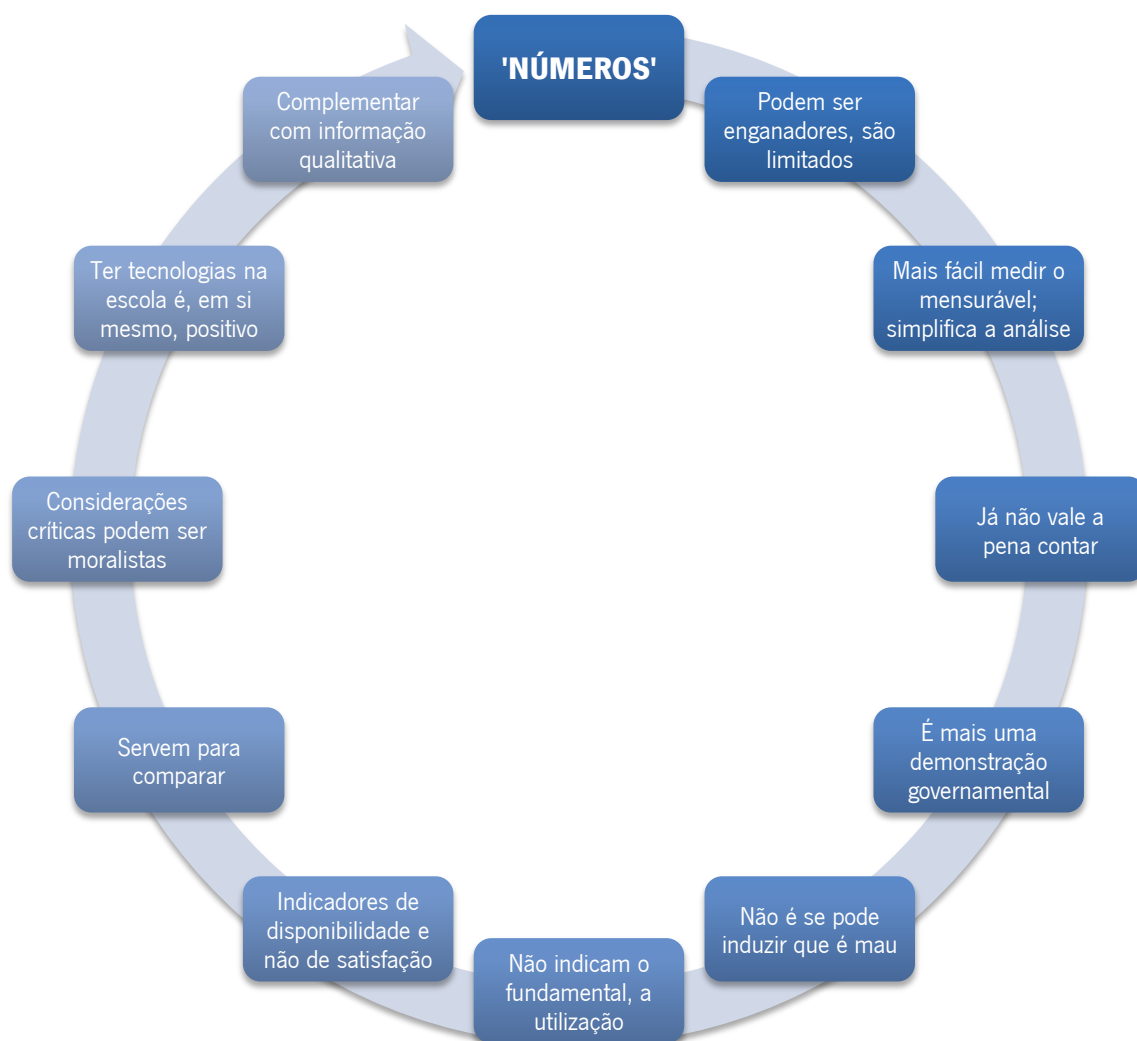 'NÚMEROS'
Podem ser
enganadores, são
limitados
Mais fácil medir o
mensurável;
simplifica a análise
Já não vale a
pena contar
É mais uma
demonstração
governamental
Não é se pode
induzir que é mau
Não indicam o
fundamental, a
utilização
Indicadores de
disponibilidade e
não de satisfação
Servem para
comparar
Considerações
críticas podem ser
moralistas
Ter tecnologias na
escola é, em si
mesmo, positivo
Complementar
com informação
qualitativa